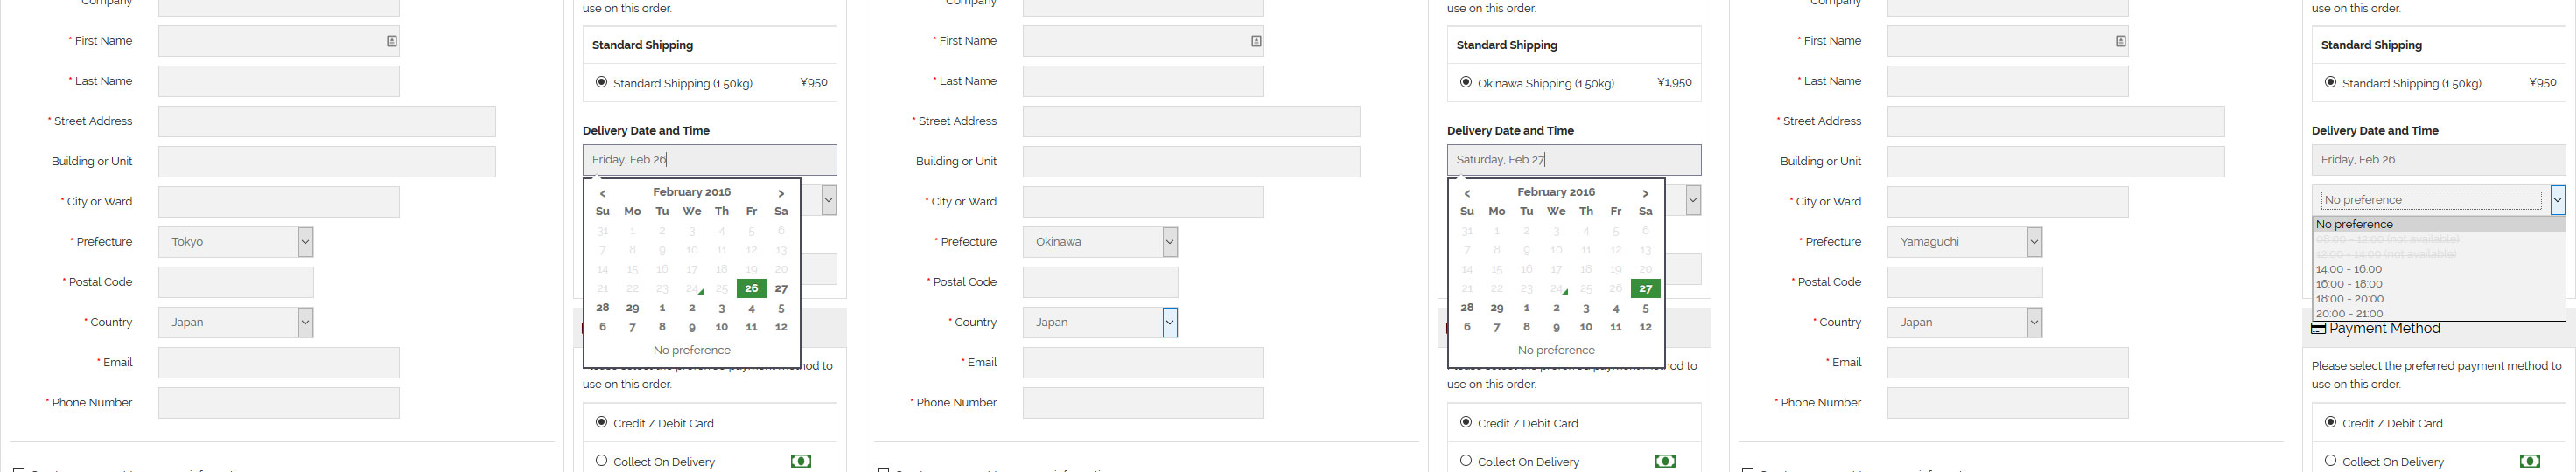 Company
* First Name
* Last Name
* Street Address
Building or Unit
* City or Ward
* Prefecture Tokyo
* Postal Code
* Country Japan
* Email
* Phone Number
use on this order.
Standard Shipping
Standard Shipping (1.50kg) ¥950
Delivery Date and Time
Friday, Feb 26
< February 2016 >
Su Mo Tu We Th Fr Sa
31 1 2 3 4 5 6
7 8 9 10 11 12 13
14 15 16 17 18 19 20
21 22 23 24 25 26 27
28 29 1 2 3 4 5
6 7 8 9 10 11 12
No preference
use on this order.
Credit / Debit Card
Collect On Delivery
Company
* First Name
* Last Name
* Street Address
Building or Unit
* City or Ward
* Prefecture Okinawa
* Postal Code
* Country Japan
* Email
* Phone Number
use on this order.
Standard Shipping
Okinawa Shipping (1.50kg) ¥1,950
Delivery Date and Time
Saturday, Feb 27
< February 2016 >
Su Mo Tu We Th Fr Sa
31 1 2 3 4 5 6
7 8 9 10 11 12 13
14 15 16 17 18 19 20
21 22 23 24 25 26 27
28 29 1 2 3 4 5
6 7 8 9 10 11 12
No preference
use on this order.
Credit / Debit Card
Collect On Delivery
Company
* First Name
* Last Name
* Street Address
Building or Unit
* City or Ward
* Prefecture Yamaguchi
* Postal Code
* Country Japan
* Email
* Phone Number
use on this order.
Standard Shipping
Standard Shipping (1.50kg) ¥950
Delivery Date and Time
Friday, Feb 26
No preference
No preference
08:00 - 12:00 (not available)
12:00 - 14:00 (not available)
14:00 - 16:00
16:00 - 18:00
18:00 - 20:00
20:00 - 21:00
Payment Method
Please select the preferred payment method to
use on this order.
Credit / Debit Card
Collect On Delivery